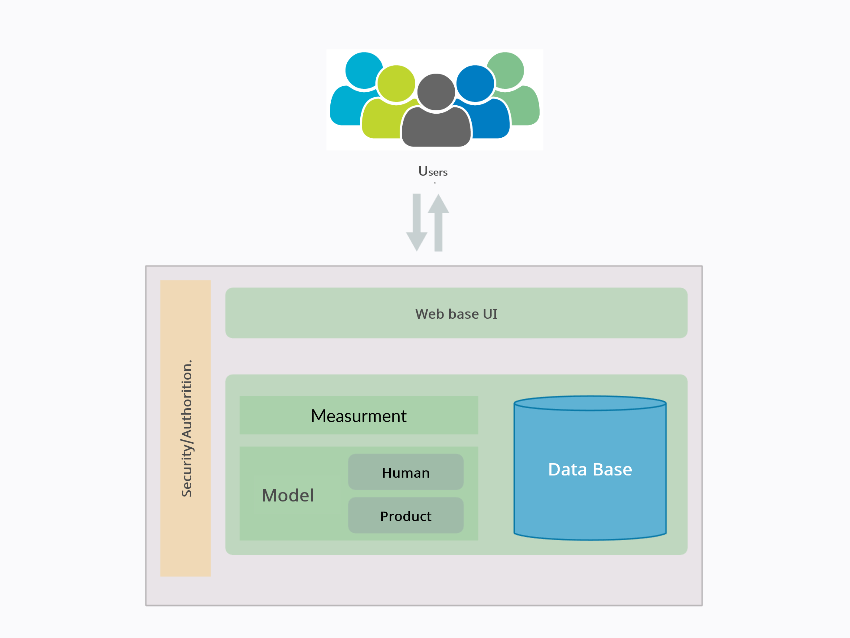 Users
Web base UI
Security/Authorition.
Measurment
Model
Human
Product
Data Base